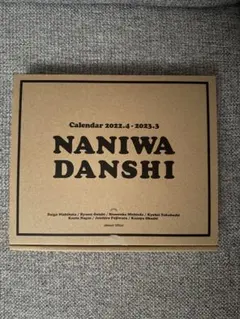 Calendar 2022.4-2023.3
NANIWA
DANSHI
Daigo Nishihata / Ryusei Ohnishi / Shunsuke Michieda / Kyohei Takahashi
Kento Nagao / Joichiro Fujiwara / Kazuya Ohashi